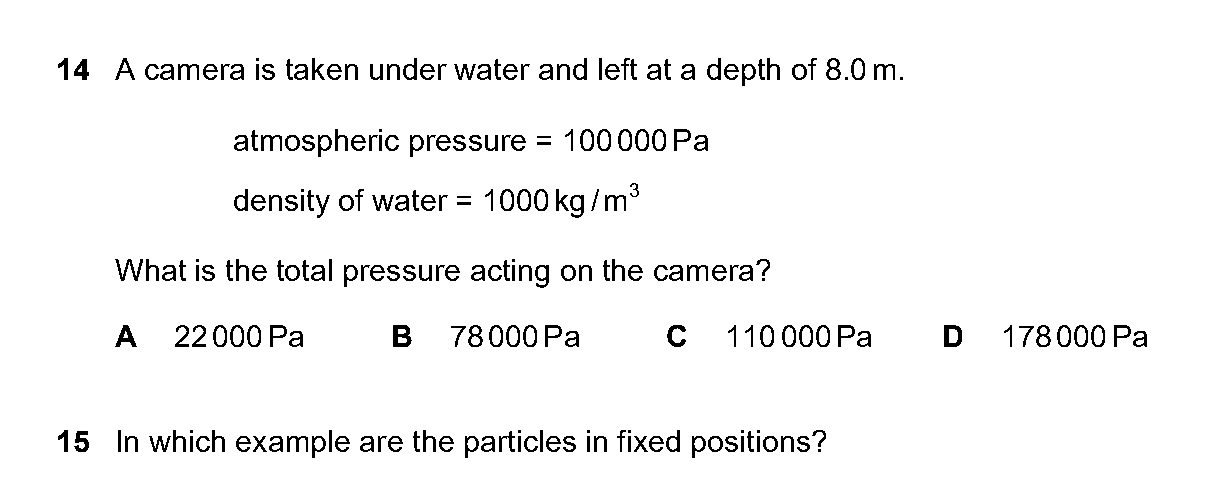 14 A camera is taken under water and left at a depth of 8.0 m.
atmospheric pressure = 100 000 Pa
density of water = 1000 kg / m³
What is the total pressure acting on the camera?
A 22 000 Pa B 78 000 Pa C 110 000 Pa D 178 000 Pa
15 In which example are the particles in fixed positions?